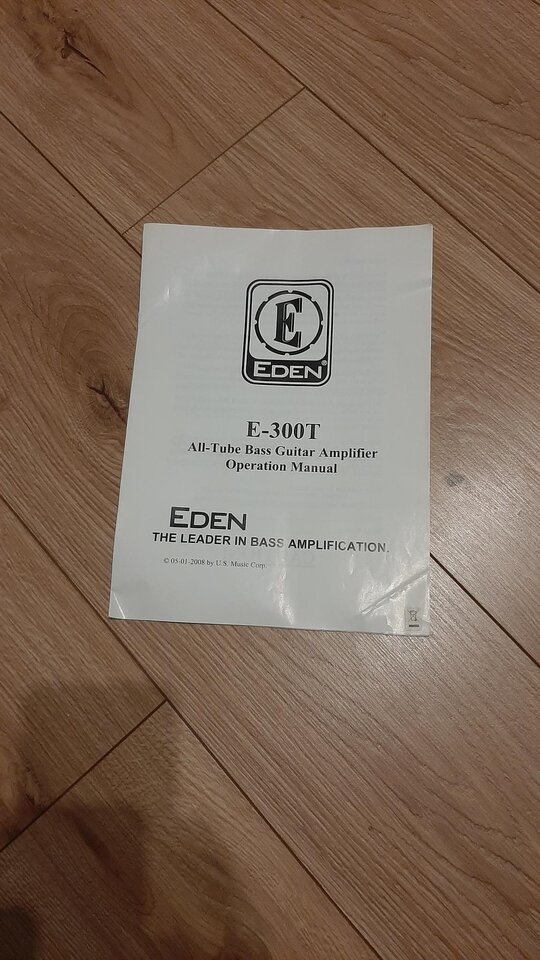 E
EDEN®
E-300T
All-Tube Bass Guitar Amplifier
Operation Manual
EDEN
THE LEADER IN BASS AMPLIFICATION.
© 05-01-2008 by U.S. Music Corp.